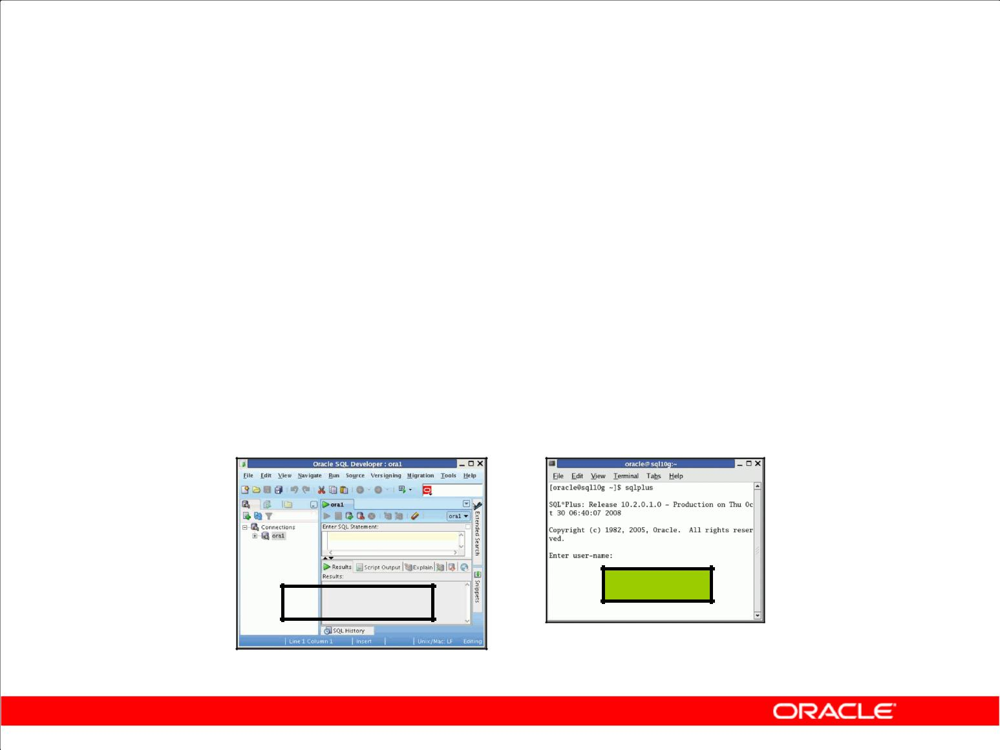 Oracle SQL Developer : ora1
File Edit View Navigate Run Source Versioning Migration Tools Help
ora1
ora1
Enter SQL Statement:
Connections
ora1
Results Script Output Explain
Results:
SQL History
Extended Search
Snippets
Line 1 Column 1 Insert Unix/Mac: LF Editing
oracle@sql10g:~
File Edit View Terminal Tabs Help
[oracle@sql10g ~]$ sqlplus
SQL*Plus: Release 10.2.0.1.0 - Production on Thu Oc
t 30 06:40:07 2008
Copyright (c) 1982, 2005, Oracle.  All rights reser
ved.
Enter user-name:
ORACLE